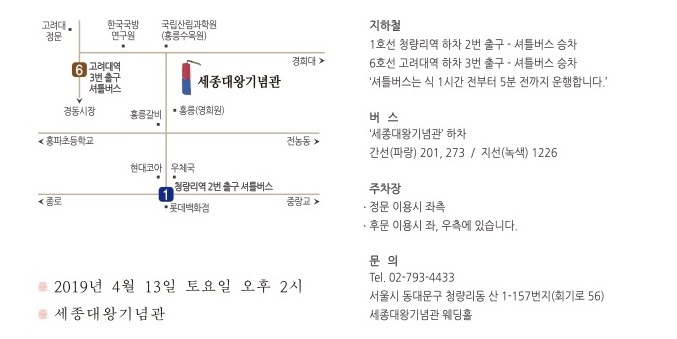 고려대
정문
한국국방
연구원
국립산림과학원
(홍릉수목원)
경희대
6
고려대역
3번 출구
셔틀버스
세종대왕기념관
경동시장
홍릉갈비
홍릉(영휘원)
홍파초등학교
전농동
현대코아
우체국
1
청량리역 2번 출구 셔틀버스
종로
롯데백화점
중랑교
2019년 4월 13일 토요일 오후 2시
세종대왕기념관
지하철
1호선 청량리역 하차 2번 출구 - 셔틀버스 승차
6호선 고려대역 하차 3번 출구 - 셔틀버스 승차
'셔틀버스는 식 1시간 전부터 5분 전까지 운행합니다.'
버 스
'세종대왕기념관' 하차
간선(파랑) 201, 273 / 지선(녹색) 1226
주차장
· 정문 이용시 좌측
· 후문 이용시 좌, 우측에 있습니다.
문 의
Tel. 02-793-4433
서울시 동대문구 청량리동 산 1-157번지(회기로 56)
세종대왕기념관 웨딩홀